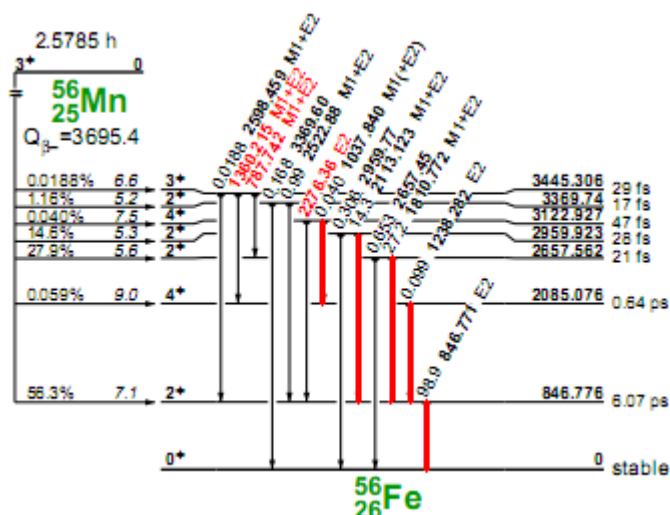 2.5785 h
3+ 0
56
25Mn
Qβ−=3695.4
0.0188 2598.459 M1+E2
1360.215 M1+E2
787.742 M1+E2
0.168 3369.60
0.99 2522.88 M1+E2
2276.36 E2
0.040 1037.840 M1(+E2)
0.306 2959.77
14.3 2113.123 M1+E2
0.653 2657.45
27.2 1810.772 M1+E2
0.099 1238.282 E2
98.9 846.771 E2
0.0188% 6.6 3+ 3445.306 29 fs
1.16% 5.2 2+ 3369.74 17 fs
0.040% 7.5 4+ 3122.927 47 fs
14.6% 5.3 2+ 2959.923 28 fs
27.9% 5.6 2+ 2657.562 21 fs
0.059% 9.0 4+ 2085.076 0.64 ps
56.3% 7.1 2+ 846.776 6.07 ps
0+ 0 stable
56
26Fe